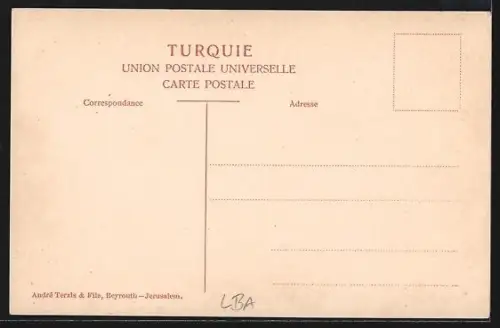 TURQUIE
UNION POSTALE UNIVERSELLE
CARTE POSTALE
Correspondance
Adresse
André Terzis & Fils, Beyrouth—Jerusalem.
LBA